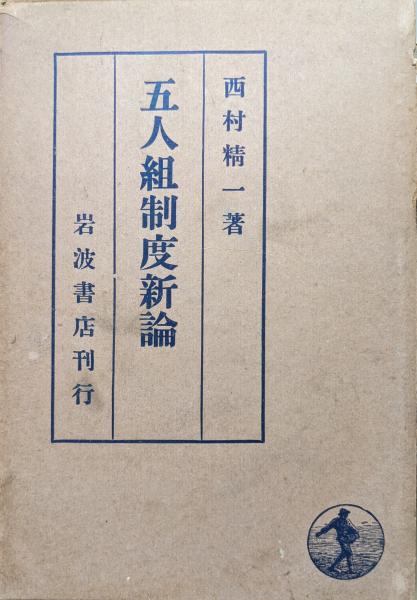 西村精一著
五人組制度新論
岩波書店刊行